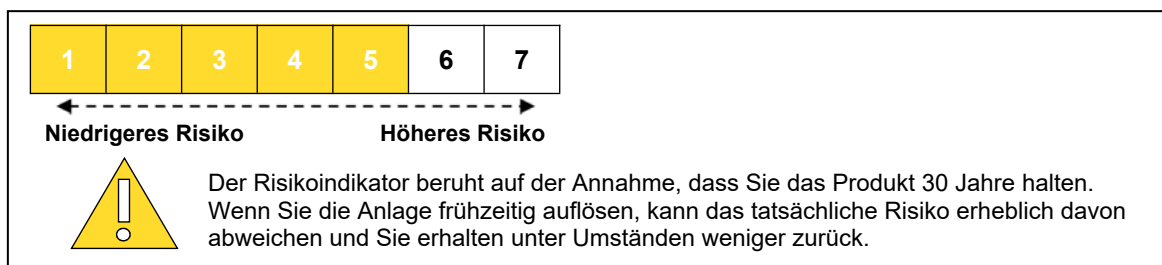 1 2 3 4 5 6 7
Niedrigeres Risiko Höheres Risiko
Der Risikoindikator beruht auf der Annahme, dass Sie das Produkt 30 Jahre halten.
Wenn Sie die Anlage frühzeitig auflösen, kann das tatsächliche Risiko erheblich davon
abweichen und Sie erhalten unter Umständen weniger zurück.